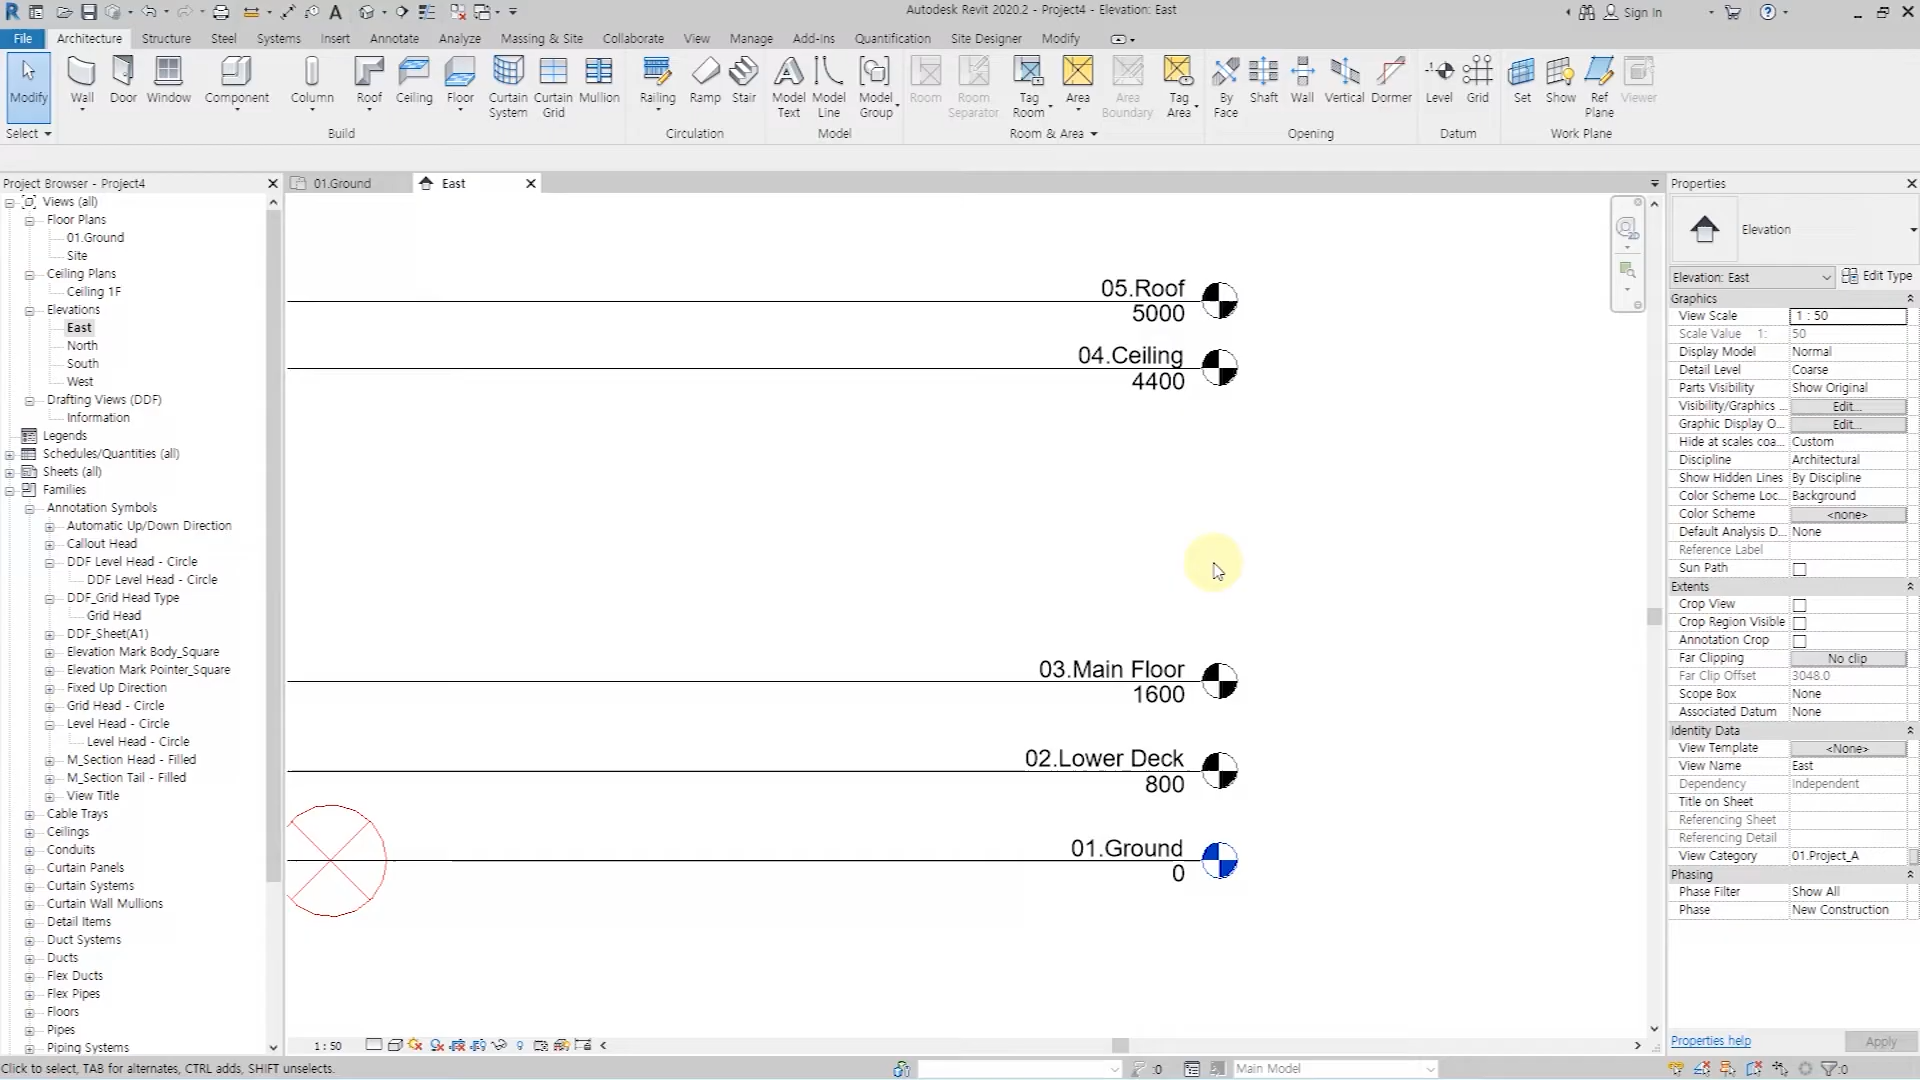 Autodesk Revit 2020.2 - Project4 - Elevation: East
Sign In
File Architecture Structure Steel Systems Insert Annotate Analyze Massing & Site Collaborate View Manage Add-Ins Quantification Site Designer Modify
Modify Wall Door Window Component Column Roof Ceiling Floor Curtain System Curtain Grid Mullion Railing Ramp Stair Model Text Model Line Model Group Room Room Separator Tag Room Area Area Boundary Tag Area By Face Shaft Wall Vertical Dormer Level Grid Set Show Ref Plane Viewer
Select Build Circulation Model Room & Area Opening Datum Work Plane
Project Browser - Project4
Views (all)
Floor Plans
01.Ground
Site
Ceiling Plans
Ceiling 1F
Elevations
East
North
South
West
Drafting Views (DDF)
Information
Legends
Schedules/Quantities (all)
Sheets (all)
Families
Annotation Symbols
Automatic Up/Down Direction
Callout Head
DDF Level Head - Circle
DDF Level Head - Circle
DDF_Grid Head Type
Grid Head
DDF_Sheet(A1)
Elevation Mark Body_Square
Elevation Mark Pointer_Square
Fixed Up Direction
Grid Head - Circle
Level Head - Circle
Level Head - Circle
M_Section Head - Filled
M_Section Tail - Filled
View Title
Cable Trays
Ceilings
Conduits
Curtain Panels
Curtain Systems
Curtain Wall Mullions
Detail Items
Duct Systems
Ducts
Flex Ducts
Flex Pipes
Floors
Pipes
Piping Systems
01.Ground
East
05.Roof
5000
04.Ceiling
4400
03.Main Floor
1600
02.Lower Deck
800
01.Ground
0
1 : 50
Properties
Elevation
Elevation: East
Edit Type
Graphics
View Scale 1 : 50
Scale Value 1: 50
Display Model Normal
Detail Level Coarse
Parts Visibility Show Original
Visibility/Graphics ... Edit...
Graphic Display O... Edit...
Hide at scales coa... Custom
Discipline Architectural
Show Hidden Lines By Discipline
Color Scheme Loc... Background
Color Scheme <none>
Default Analysis D... None
Reference Label
Sun Path
Extents
Crop View
Crop Region Visible
Annotation Crop
Far Clipping No clip
Far Clip Offset 3048.0
Scope Box None
Associated Datum None
Identity Data
View Template <None>
View Name East
Dependency Independent
Title on Sheet
Referencing Sheet
Referencing Detail
View Category 01.Project_A
Phasing
Phase Filter Show All
Phase New Construction
Properties help
Apply
Click to select, TAB for alternates, CTRL adds, SHIFT unselects.
:0
Main Model
:0